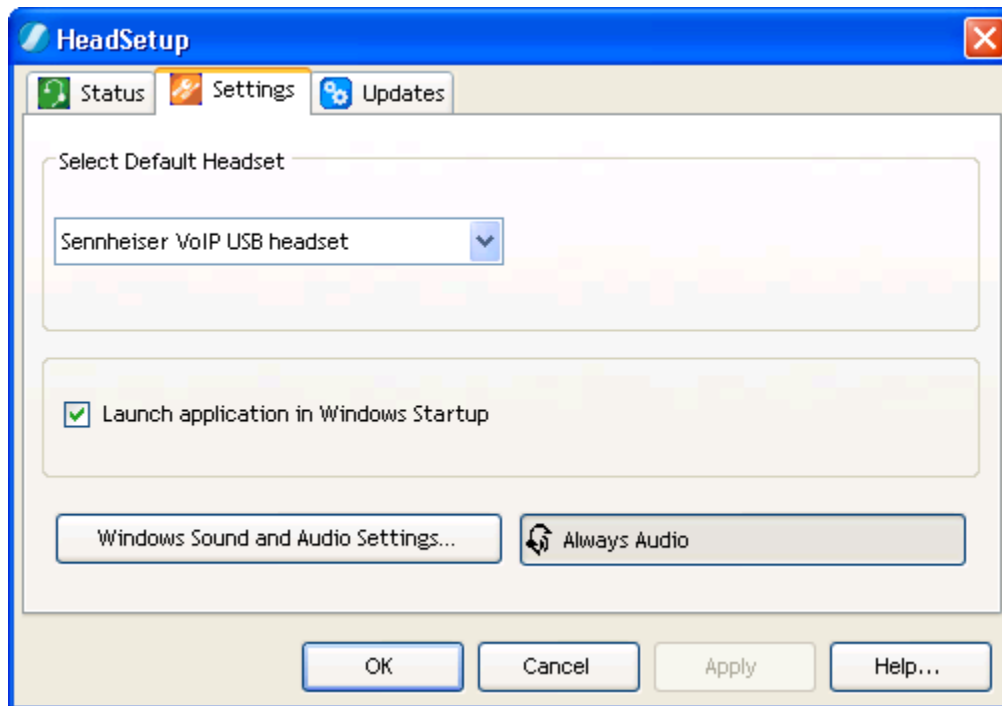 HeadSetup
Status Settings Updates
Select Default Headset
Sennheiser VoIP USB headset
Launch application in Windows Startup
Windows Sound and Audio Settings... Always Audio
OK Cancel Apply Help...